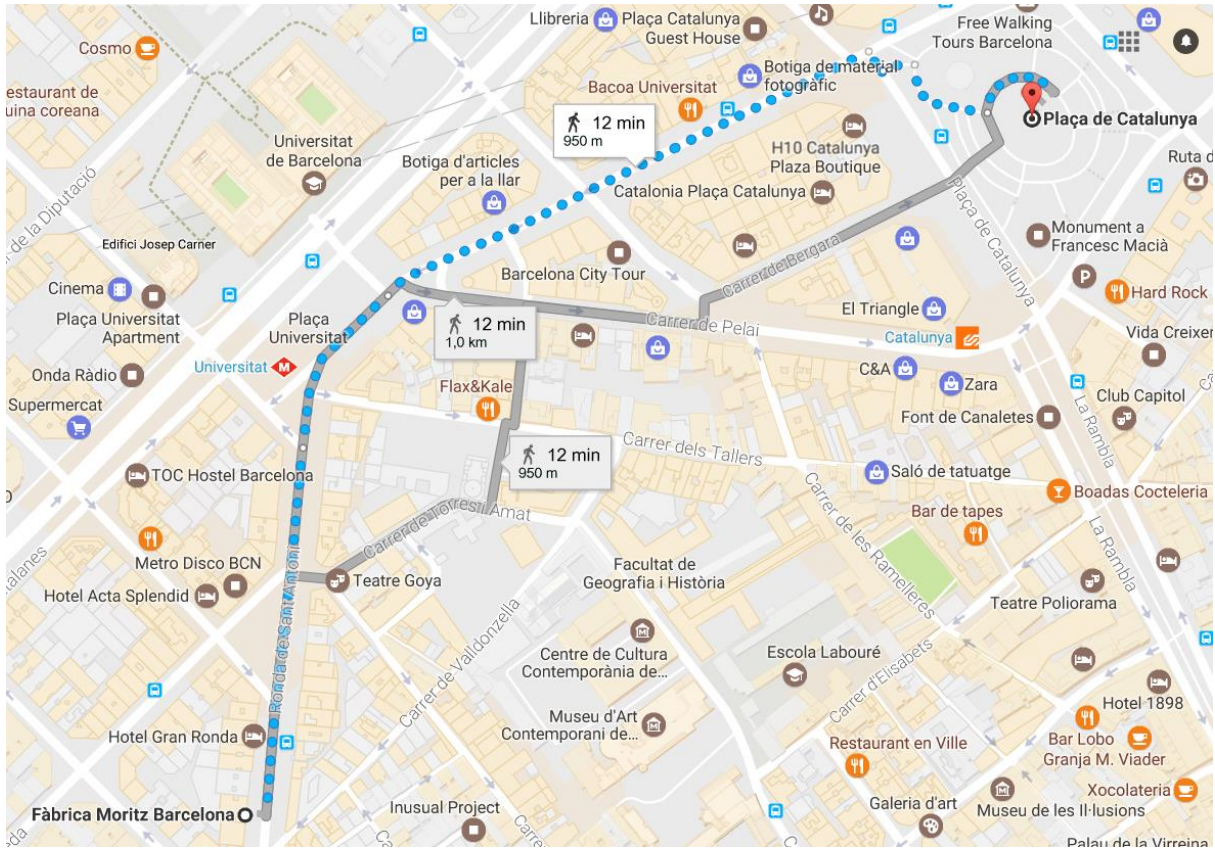 Llibreria
Plaça Catalunya
Guest House
Free Walking
Tours Barcelona
Cosmo
estaurant de
uina coreana
Botiga de material
fotogràfic
Bacoa Universitat
12 min
950 m
Plaça de Catalunya
Universitat
de Barcelona
Botiga d'articles
per a la llar
H10 Catalunya
Plaza Boutique
Catalonia Plaça Catalunya
Ruta d
de la Diputació
Plaça de Catalunya
Monument a
Francesc Macià
Edifici Josep Carner
Barcelona City Tour
Carrer de Bergara
P
Hard Rock
Cinema
Plaça Universitat
Apartment
Plaça
Universitat
12 min
1,0 km
Carrer de Pelai
El Triangle
Catalunya
Vida Creixer
Universitat
M
Onda Ràdio
Supermercat
Flax&Kale
C&A
Zara
La Rambla
Club Capitol
Font de Canaletes
Carrer dels Tallers
12 min
950 m
TOC Hostel Barcelona
Saló de tatuatge
Boadas Cocteleria
Carrer de Torres i Amat
Carrer de les Ramelleres
Bar de tapes
La Rambla
atalanes
Metro Disco BCN
Hotel Acta Splendid
Teatre Goya
Facultat de
Geografia i Història
Teatre Poliorama
Ronda de Sant Antoni
Carrer de Valldonzella
Centre de Cultura
Contemporània de...
Escola Labouré
Carrer d'Elisabets
Hotel 1898
Museu d'Art
Contemporani de...
Hotel Gran Ronda
Restaurant en Ville
Bar Lobo
Granja M. Viader
Fàbrica Moritz Barcelona
Inusual Project
Galeria d'art
Museu de les Il·lusions
Xocolateria
Palau de la Virreina